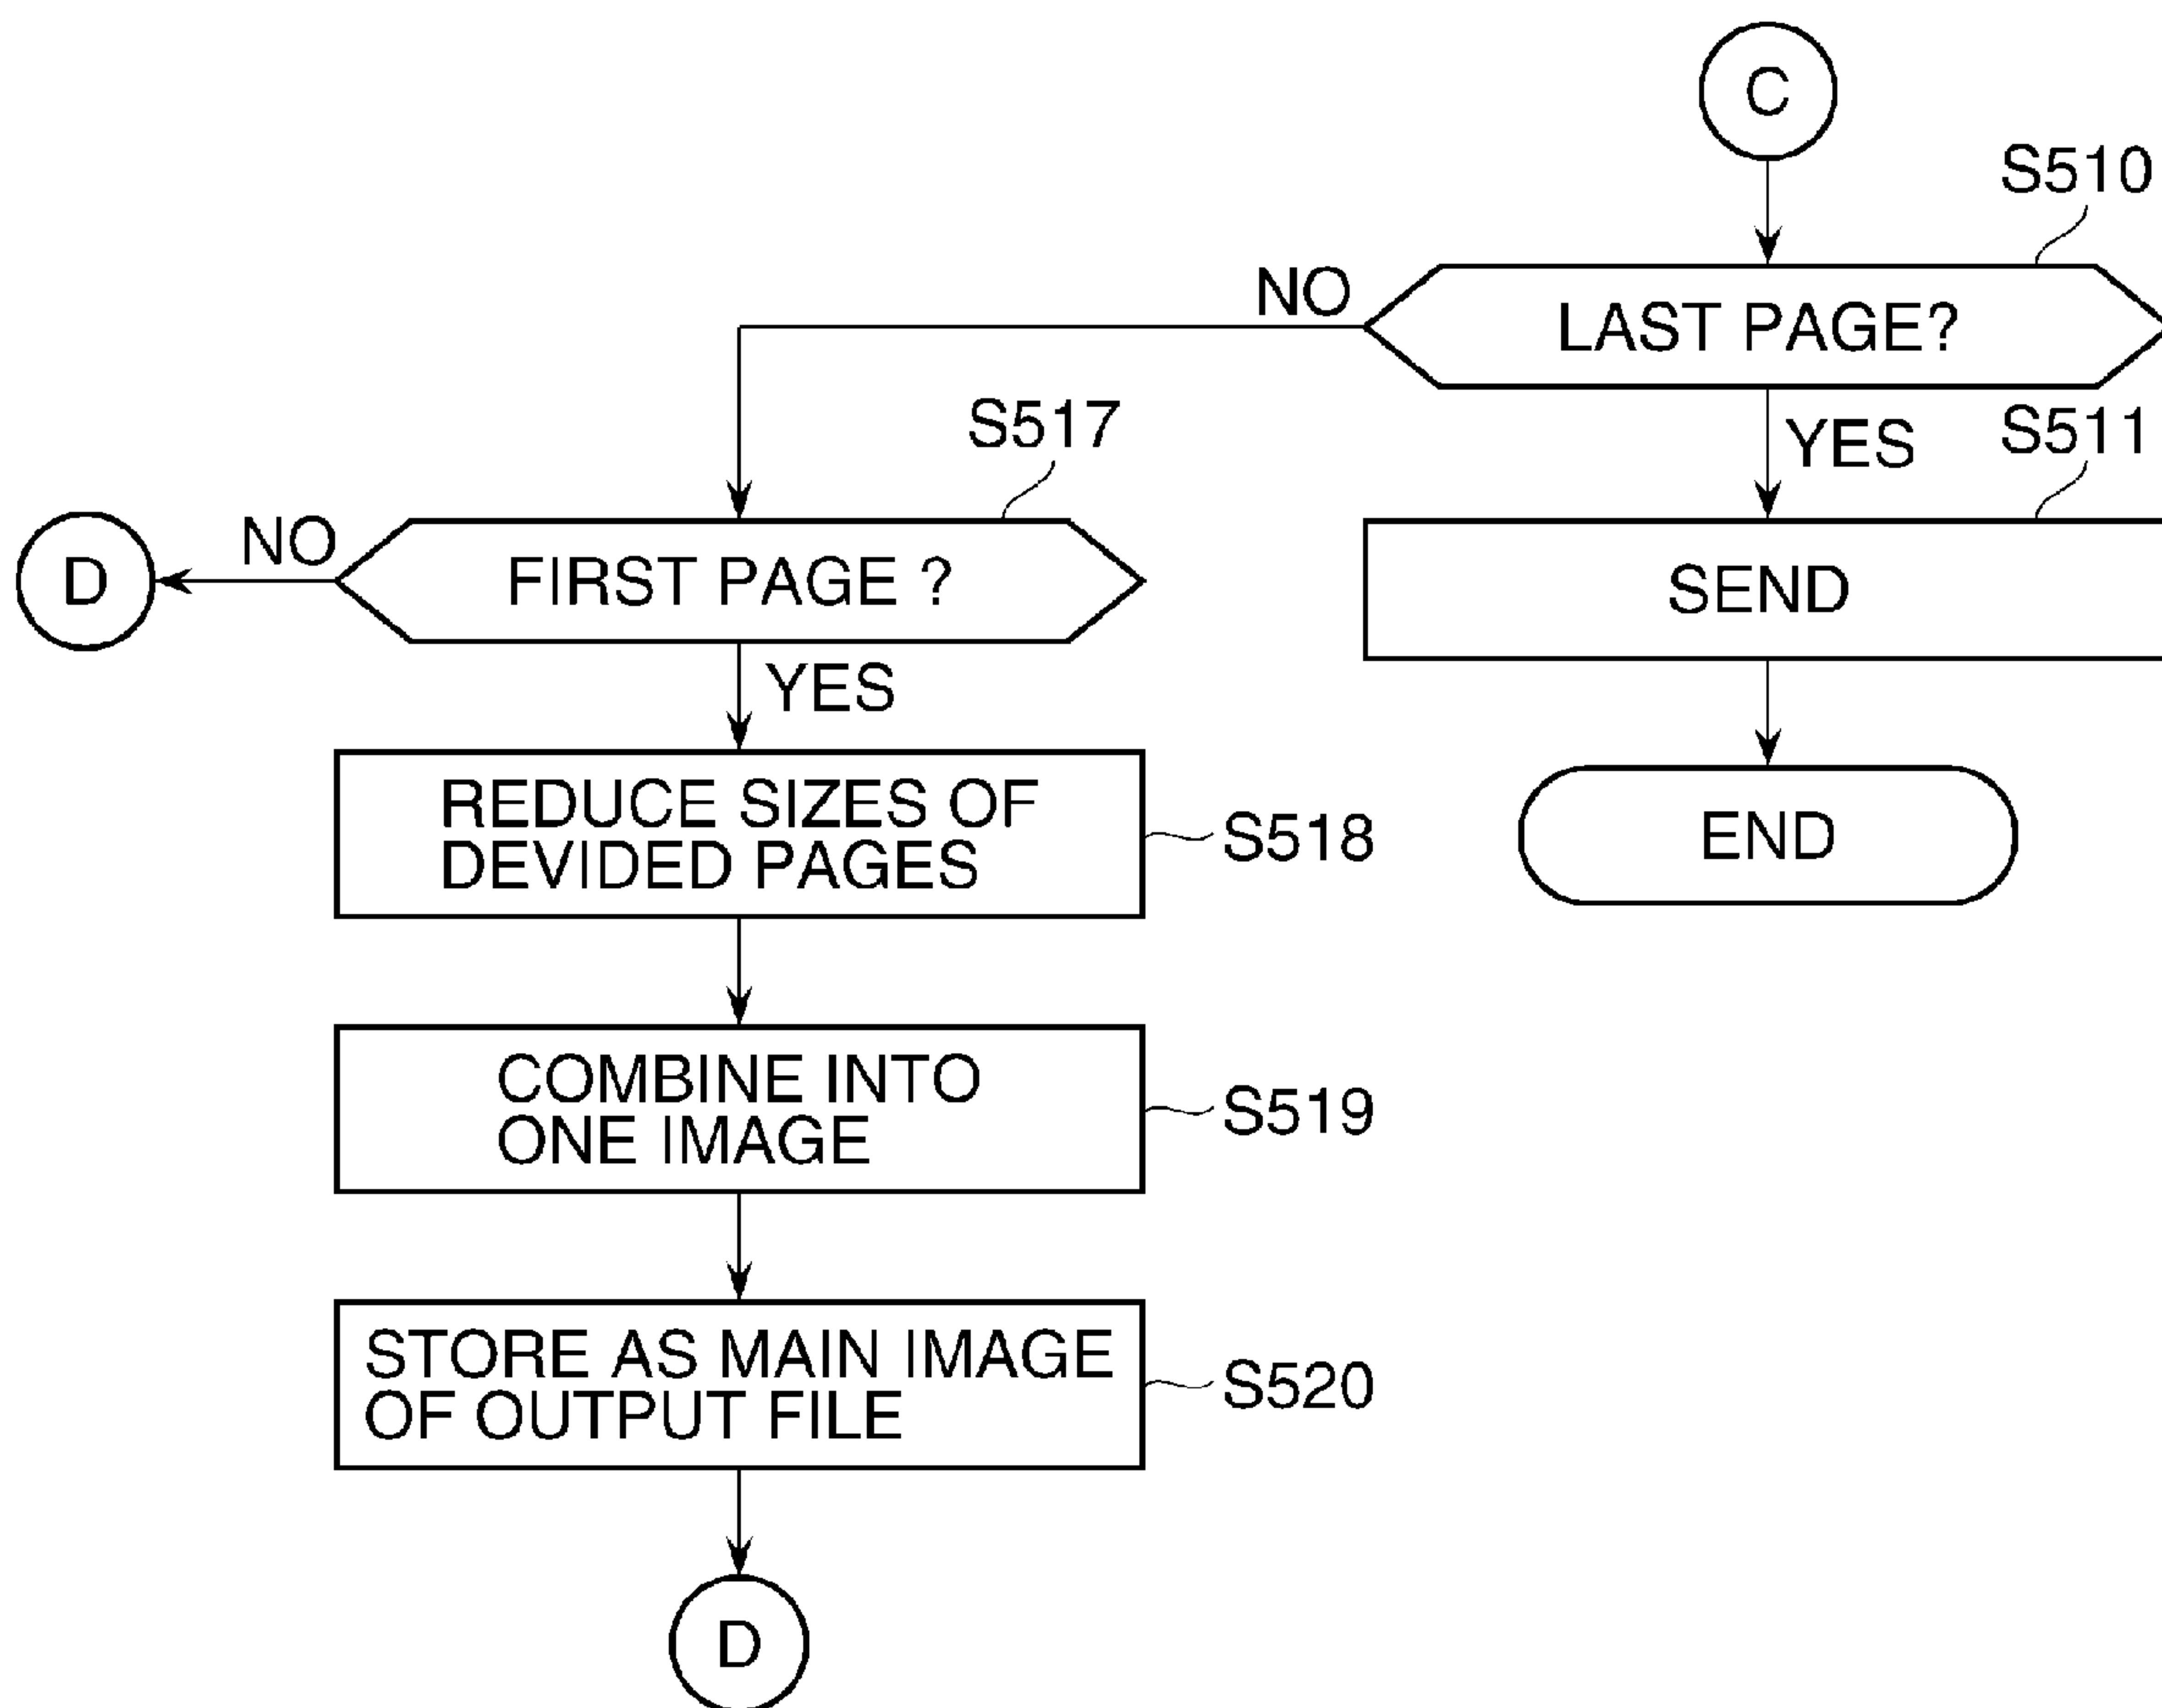 C
S510
NO
LAST PAGE?
S517
YES
S511
D
NO
FIRST PAGE ?
SEND
YES
REDUCE SIZES OF
DEVIDED PAGES
S518
END
COMBINE INTO
ONE IMAGE
S519
STORE AS MAIN IMAGE
OF OUTPUT FILE
S520
D